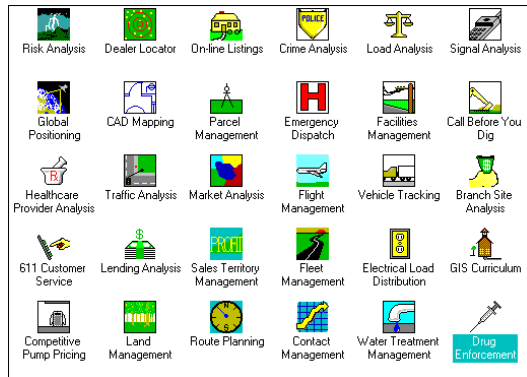 POLICE
Risk Analysis Dealer Locator On-line Listings Crime Analysis Load Analysis Signal Analysis
H
Global Positioning
CAD Mapping
Parcel Management
Emergency Dispatch
Facilities Management
Call Before You Dig
Rx
$
Healthcare Provider Analysis
Traffic Analysis
Market Analysis
Flight Management
Vehicle Tracking
Branch Site Analysis
$
PROFIT
611 Customer Service
Lending Analysis
Sales Territory Management
Fleet Management
Electrical Load Distribution
GIS Curriculum
N
S
Competitive Pump Pricing
Land Management
Route Planning
Contact Management
Water Treatment Management
Drug Enforcement